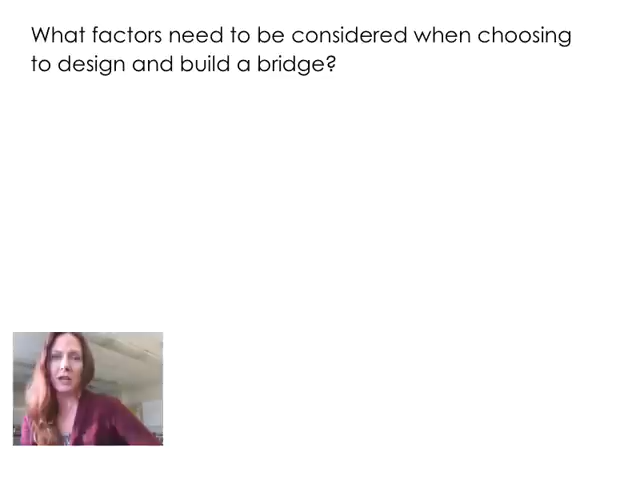 What factors need to be considered when choosing
to design and build a bridge?